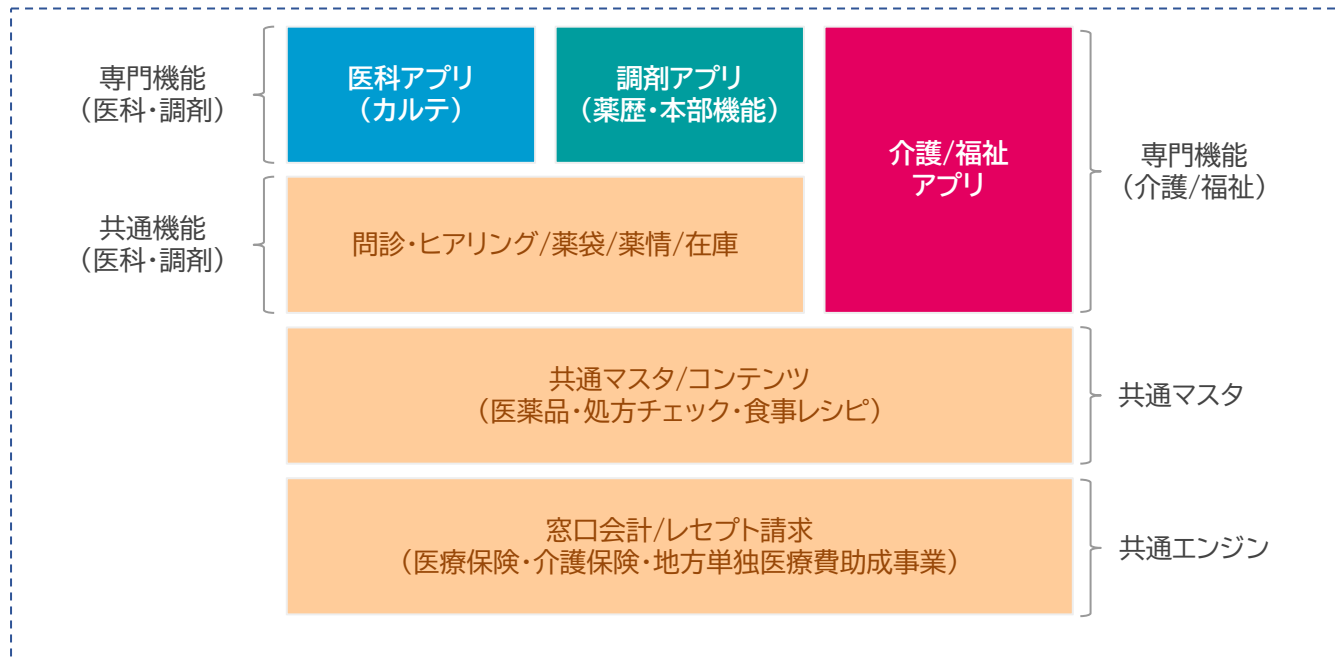 専門機能
（医科・調剤）
医科アプリ
（カルテ）
調剤アプリ
（薬歴・本部機能）
介護/福祉
アプリ
専門機能
（介護/福祉）
共通機能
（医科・調剤）
問診・ヒアリング/薬袋/薬情/在庫
共通マスタ/コンテンツ
（医薬品・処方チェック・食事レシピ）
共通マスタ
窓口会計/レセプト請求
（医療保険・介護保険・地方単独医療費助成事業）
共通エンジン